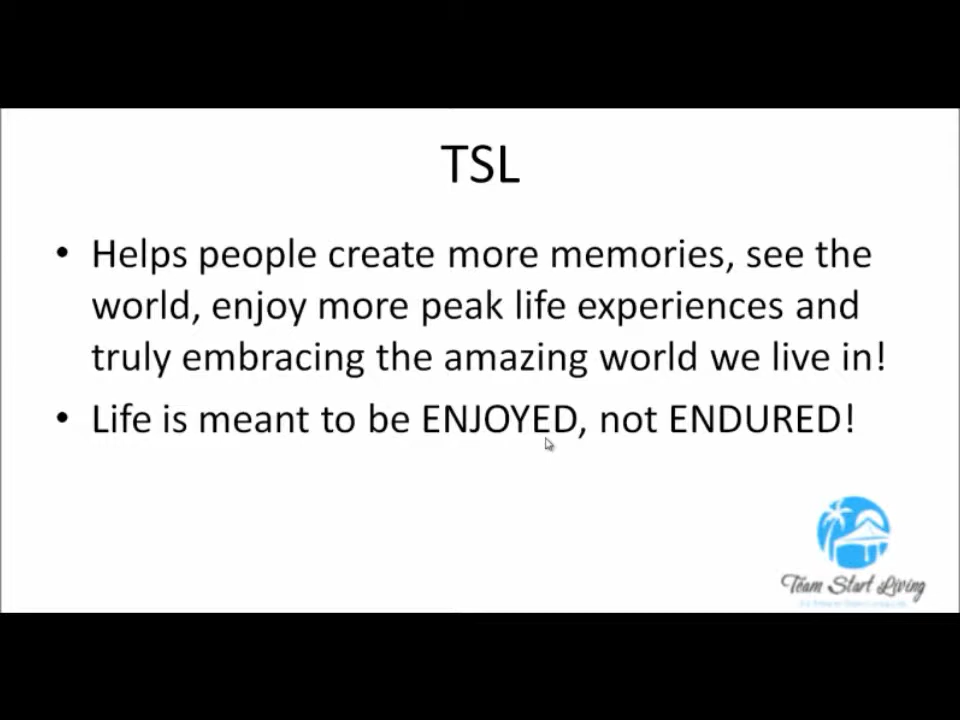 TSL
• Helps people create more memories, see the
world, enjoy more peak life experiences and
truly embracing the amazing world we live in!
• Life is meant to be ENJOYED, not ENDURED!
Team Start Living